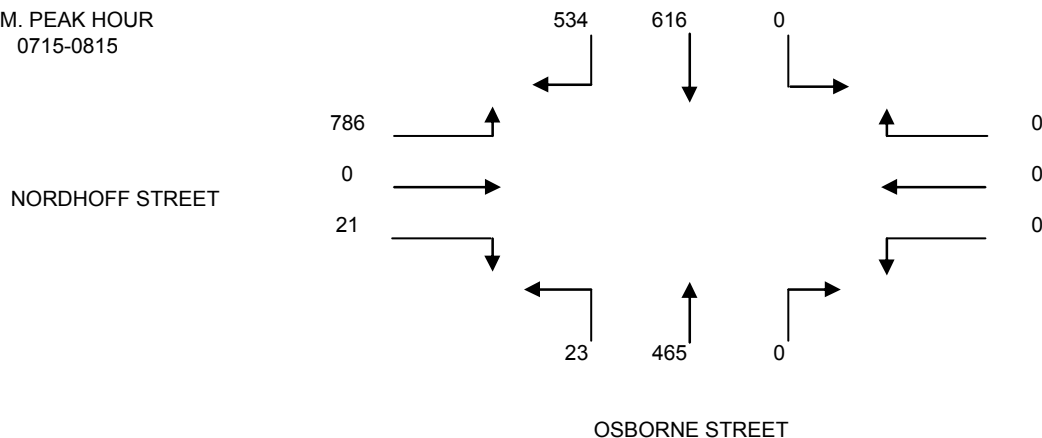 M. PEAK HOUR
0715-0815
534 616 0
786 0
0 0
NORDHOFF STREET
21 0
23 465 0
OSBORNE STREET